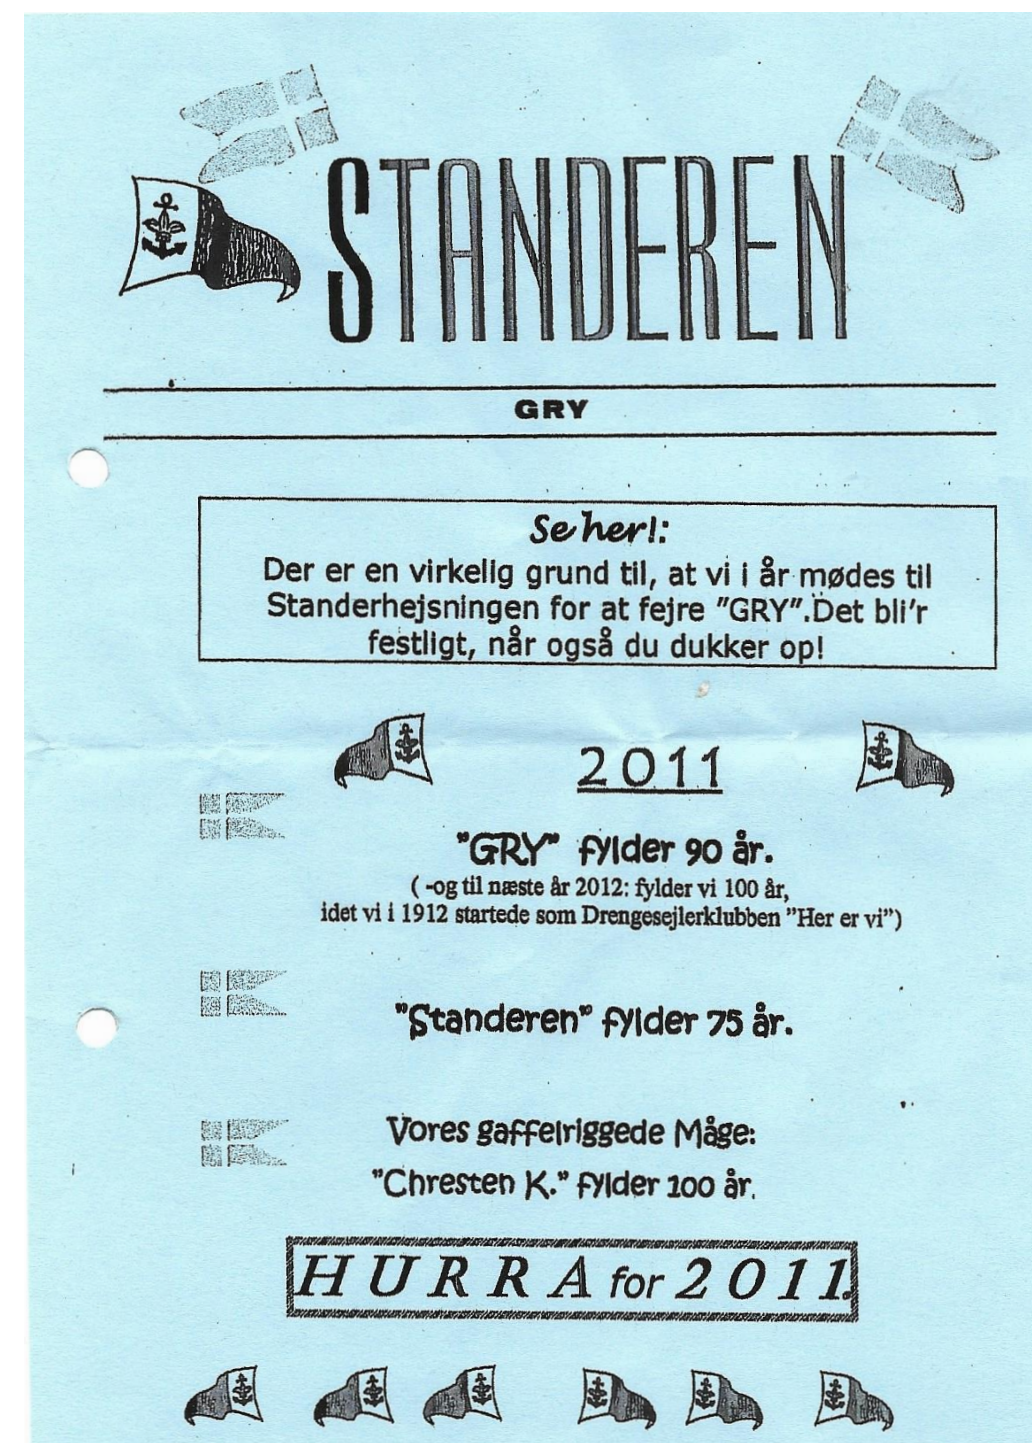 STANDEREN
GRY
Se her!:
Der er en virkelig grund til, at vi i år mødes til
Standerhejsningen for at fejre "GRY".Det bli'r
festligt, når også du dukker op!
2011
"GRY" fylder 90 år.
( -og til næste år 2012: fylder vi 100 år,
idet vi i 1912 startede som Drengesejlerklubben "Her er vi")
"Standeren" fylder 75 år.
Vores gaffelriggede Måge:
"Chresten K." fylder 100 år.
HURRA for 2011.